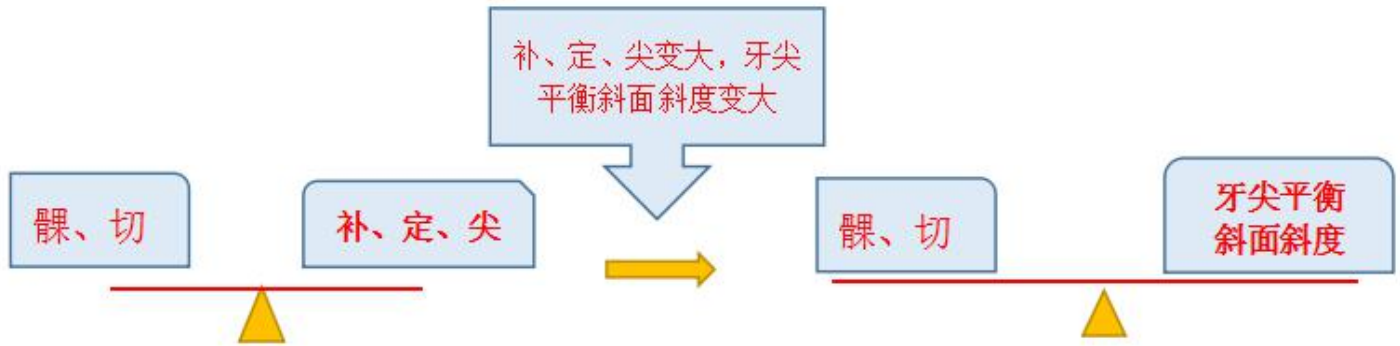 补、定、尖变大，牙尖
平衡斜面斜度变大
髁、切
补、定、尖
髁、切
牙尖平衡
斜面斜度